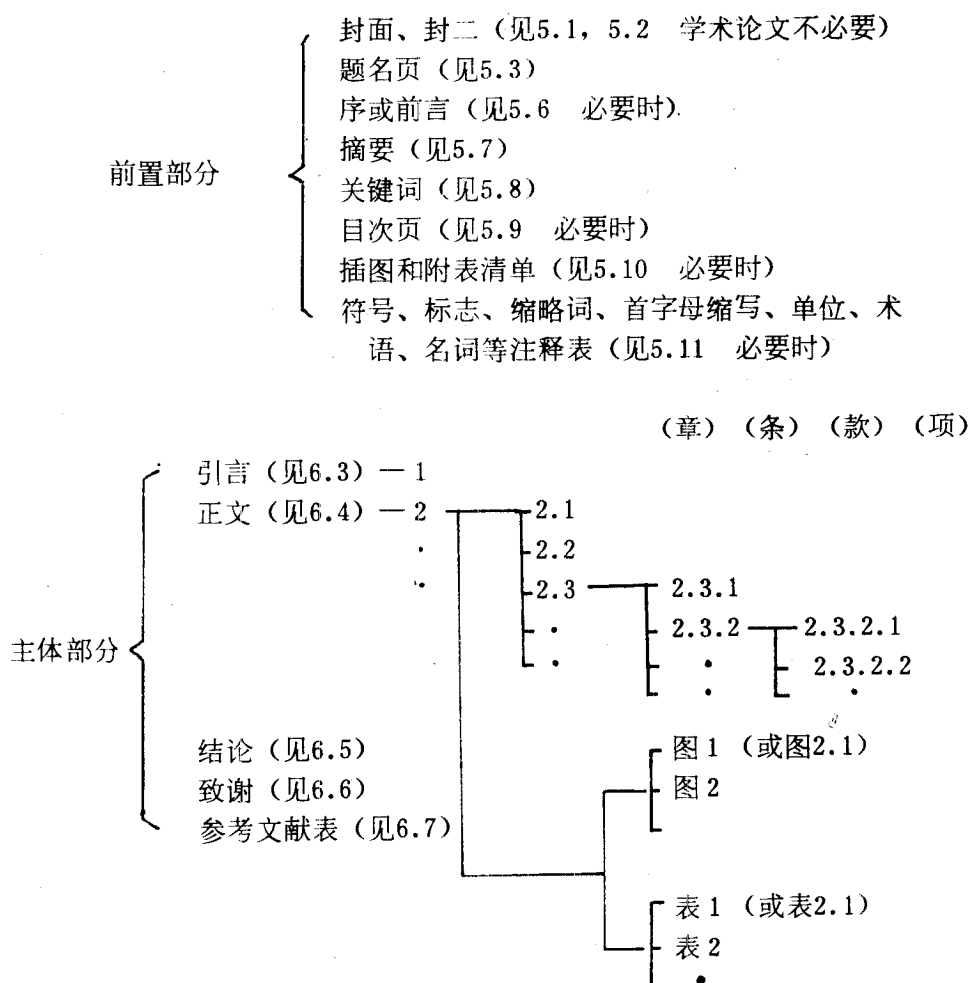 封面、封二（见5.1，5.2　学术论文不必要）
题名页（见5.3）
序或前言（见5.6　必要时）
摘要（见5.7）
前置部分
关键词（见5.8）
目次页（见5.9　必要时）
插图和附表清单（见5.10　必要时）
符号、标志、缩略词、首字母缩写、单位、术
语、名词等注释表（见5.11　必要时）
（章）（条）（款）（项）
引言（见6.3）— 1
正文（见6.4）— 2　2.1
2.2
2.3　2.3.1
2.3.2　2.3.2.1
主体部分
2.3.2.2
结论（见6.5）　图1（或图2.1）
致谢（见6.6）　图2
参考文献表（见6.7）
表1（或表2.1）
表2